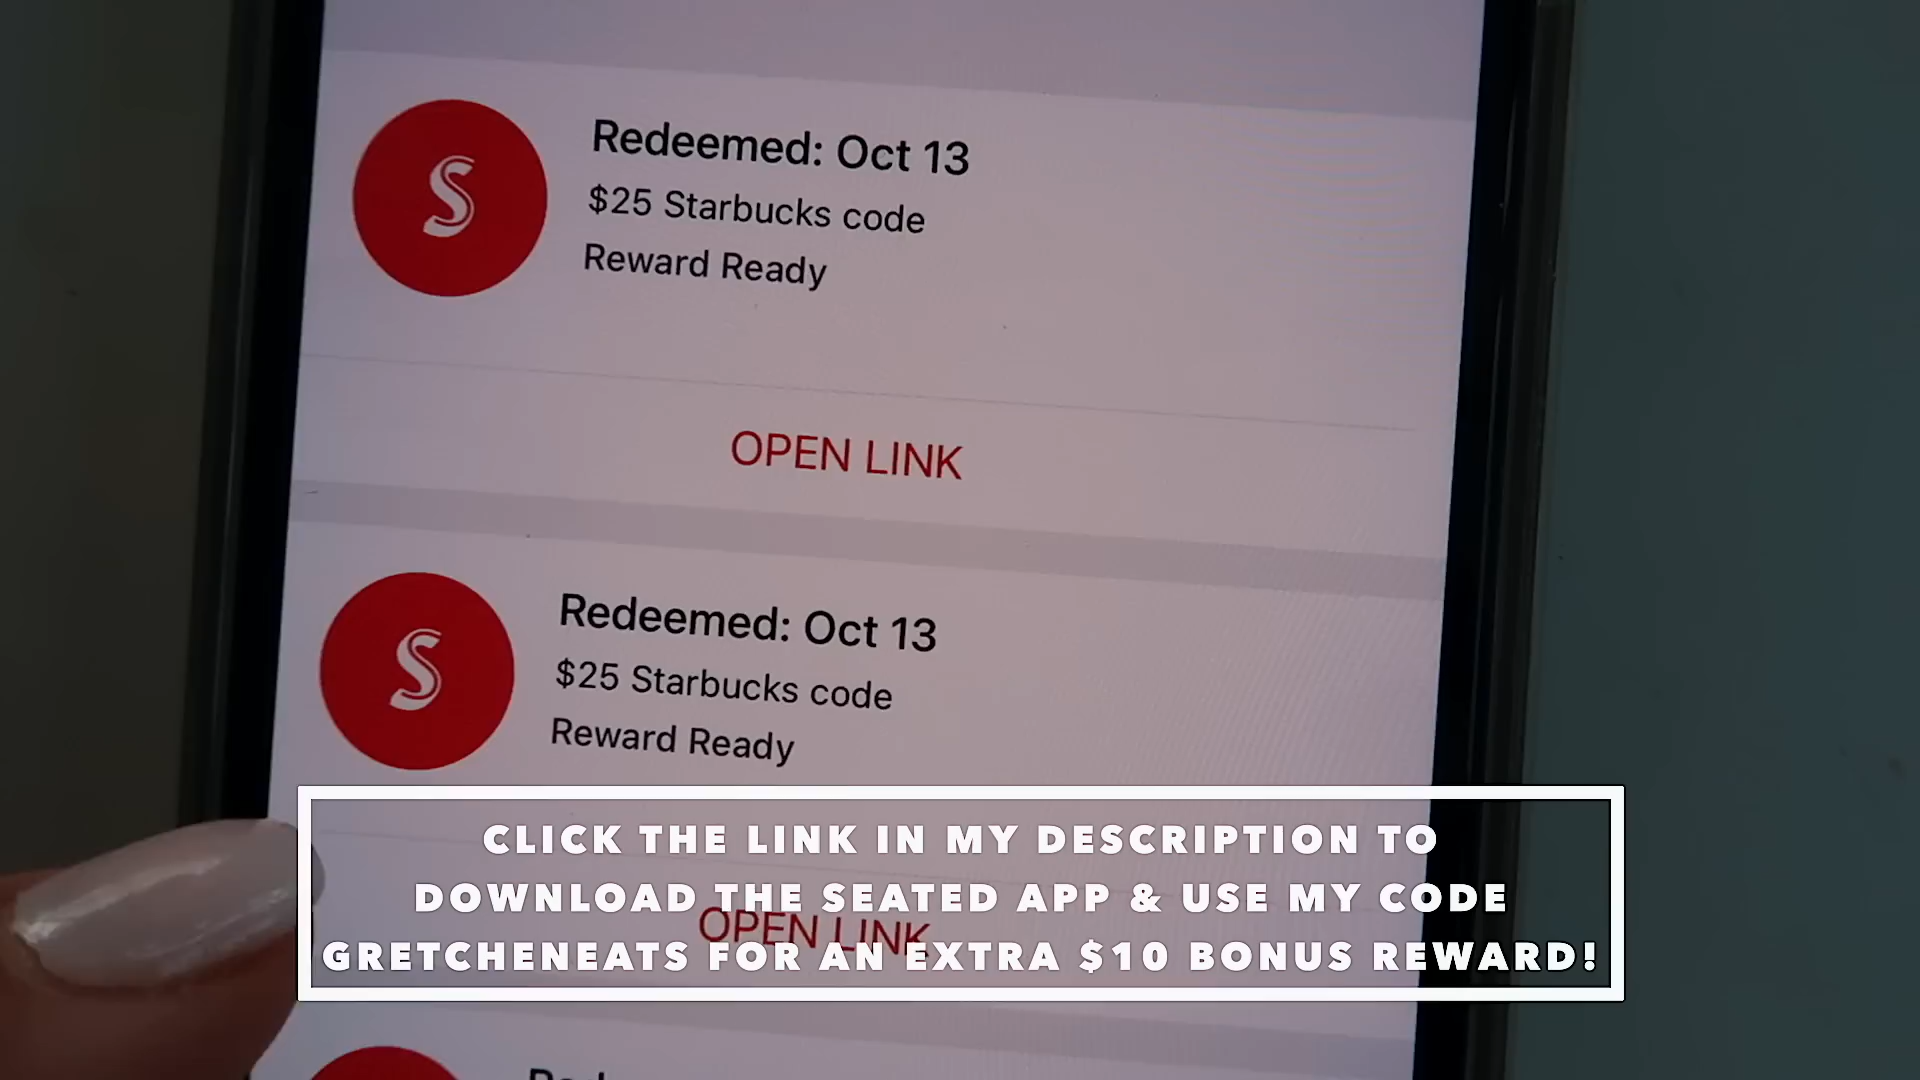 S
Redeemed: Oct 13
$25 Starbucks code
Reward Ready
OPEN LINK
S
Redeemed: Oct 13
$25 Starbucks code
Reward Ready
OPEN LINK
CLICK THE LINK IN MY DESCRIPTION TO
DOWNLOAD THE SEATED APP & USE MY CODE
GRETCHENEATS FOR AN EXTRA $10 BONUS REWARD!